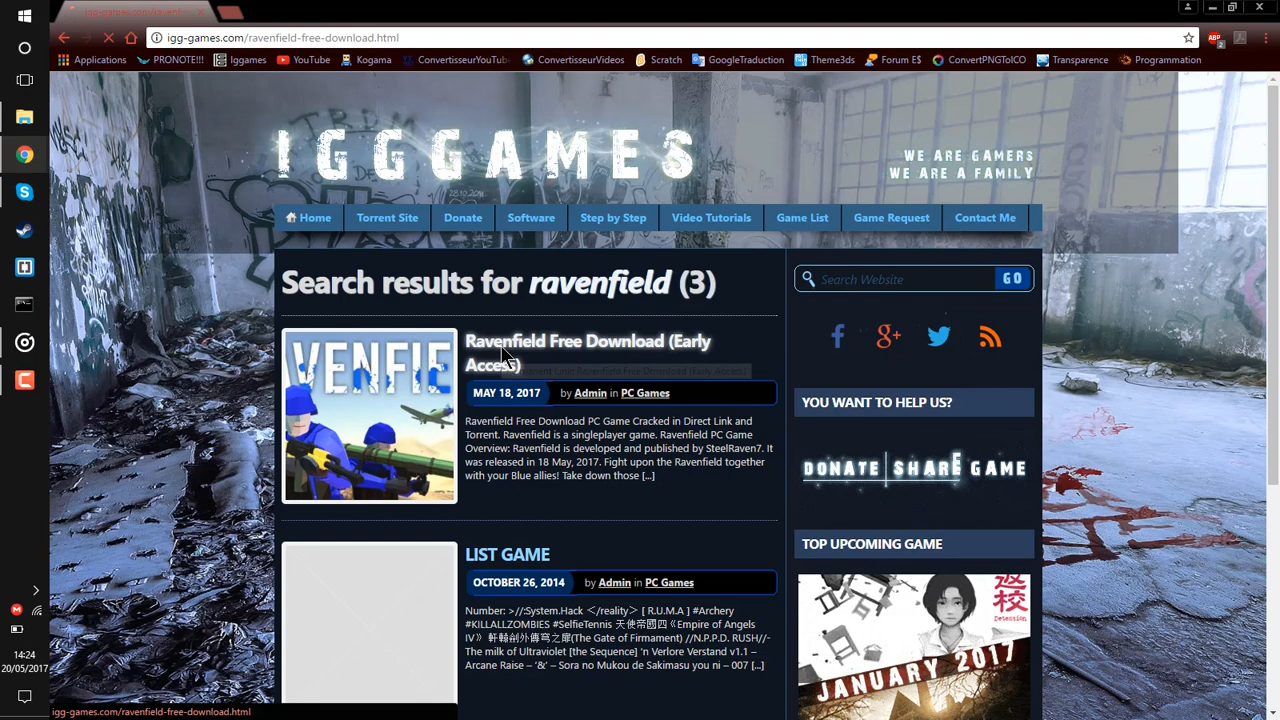 igg-games.com/ravenfield-free-download.html
Applications PRONOTE!!! Iggames YouTube Kogama ConvertisseurYouTu ConvertisseurVideos Scratch GoogleTraduction Theme3ds Forum E$ ConvertPNGToICO Transparence Programmation
ABP
2
IGGGAMES
WE ARE GAMERS
WE ARE A FAMILY
Home Torrent Site Donate Software Step by Step Video Tutorials Game List Game Request Contact Me
Search results for ravenfield (3)
VENFIE
Ravenfield Free Download (Early
Access)
MAY 18, 2017 by Admin in PC Games
Ravenfield Free Download PC Game Cracked in Direct Link and
Torrent. Ravenfield is a singleplayer game. Ravenfield PC Game
Overview: Ravenfield is developed and published by SteelRaven7. It
was released in 18 May, 2017. Fight upon the Ravenfield together
with your Blue allies! Take down those [...]
LIST GAME
OCTOBER 26, 2014 by Admin in PC Games
Number: >//:System.Hack </reality> [ R.U.M.A ] #Archery
#KILLALLZOMBIES #SelfieTennis 天使帝國四《Empire of Angels
IV》 軒轅劍外傳穹之扉(The Gate of Firmament) //N.P.P.D. RUSH//-
The milk of Ultraviolet [the Sequence] ‘n Verlore Verstand v1.1 –
Arcane Raise – ‘&’ – Sora no Mukou de Sakimasu you ni – 007 [...]
Search Website GO
YOU WANT TO HELP US?
DONATE SHARE GAME
TOP UPCOMING GAME
返校
Detention
JANUARY 2017
14:24
20/05/2017
igg-games.com/ravenfield-free-download.html